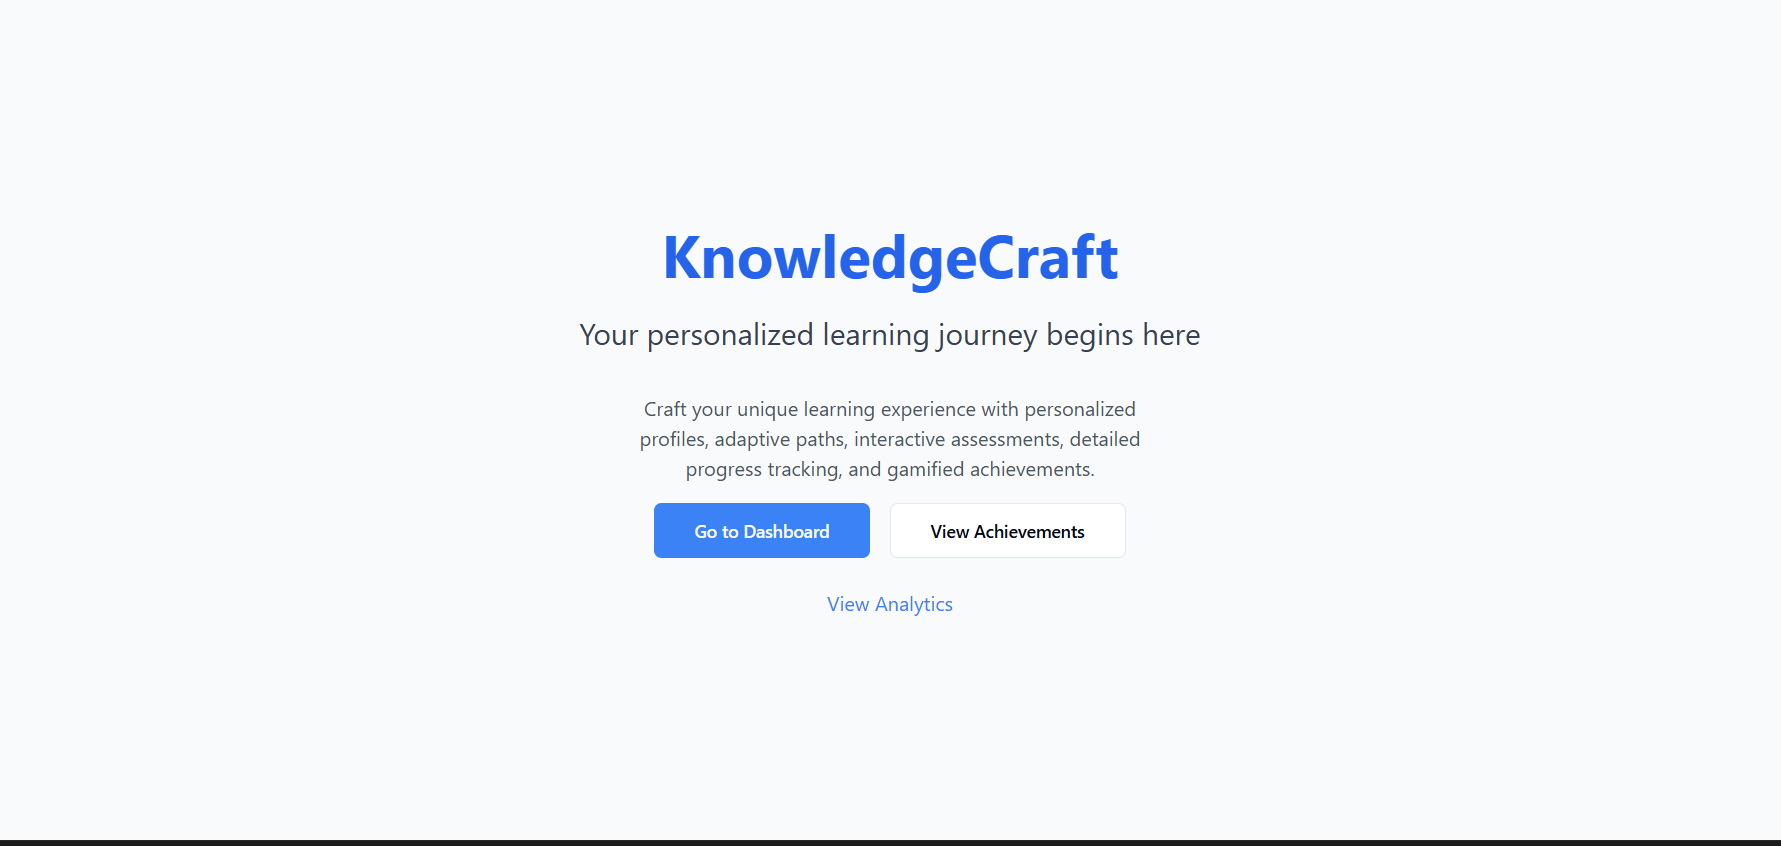 KnowledgeCraft
Your personalized learning journey begins here
Craft your unique learning experience with personalized
profiles, adaptive paths, interactive assessments, detailed
progress tracking, and gamified achievements.
Go to Dashboard
View Achievements
View Analytics